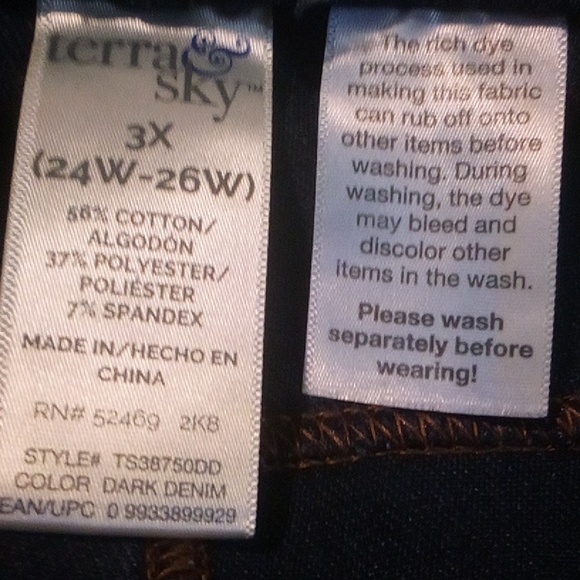 terra&
sky™
3X
(24W-26W)
56% COTTON/
ALGODÓN
37% POLYESTER/
POLIÉSTER
7% SPANDEX
MADE IN/HECHO EN
CHINA
RN# 52469 2KB
STYLE# TS38750DD
COLOR DARK DENIM
EAN/UPC 0 9933899929
The rich dye
process used in
making this fabric
can rub off onto
other items before
washing. During
washing, the dye
may bleed and
discolor other
items in the wash.
Please wash
separately before
wearing!